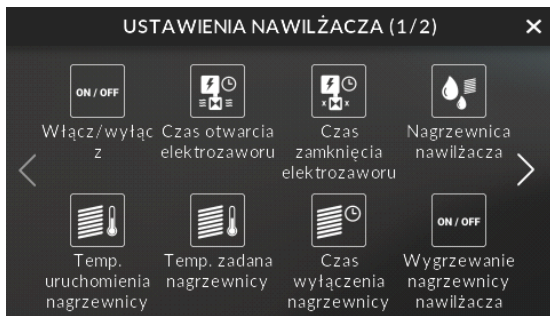 USTAWIENIA NAWILŻACZA (1/2)
ON / OFF
Włącz/wyłąc
z
Czas otwarcia
elektrozaworu
Czas
zamknięcia
elektrozaworu
Nagrzewnica
nawilżacza
Temp.
uruchomienia
nagrzewnicy
Temp. zadana
nagrzewnicy
Czas
wyłączenia
nagrzewnicy
ON / OFF
Wygrzewanie
nagrzewnicy
nawilżacza